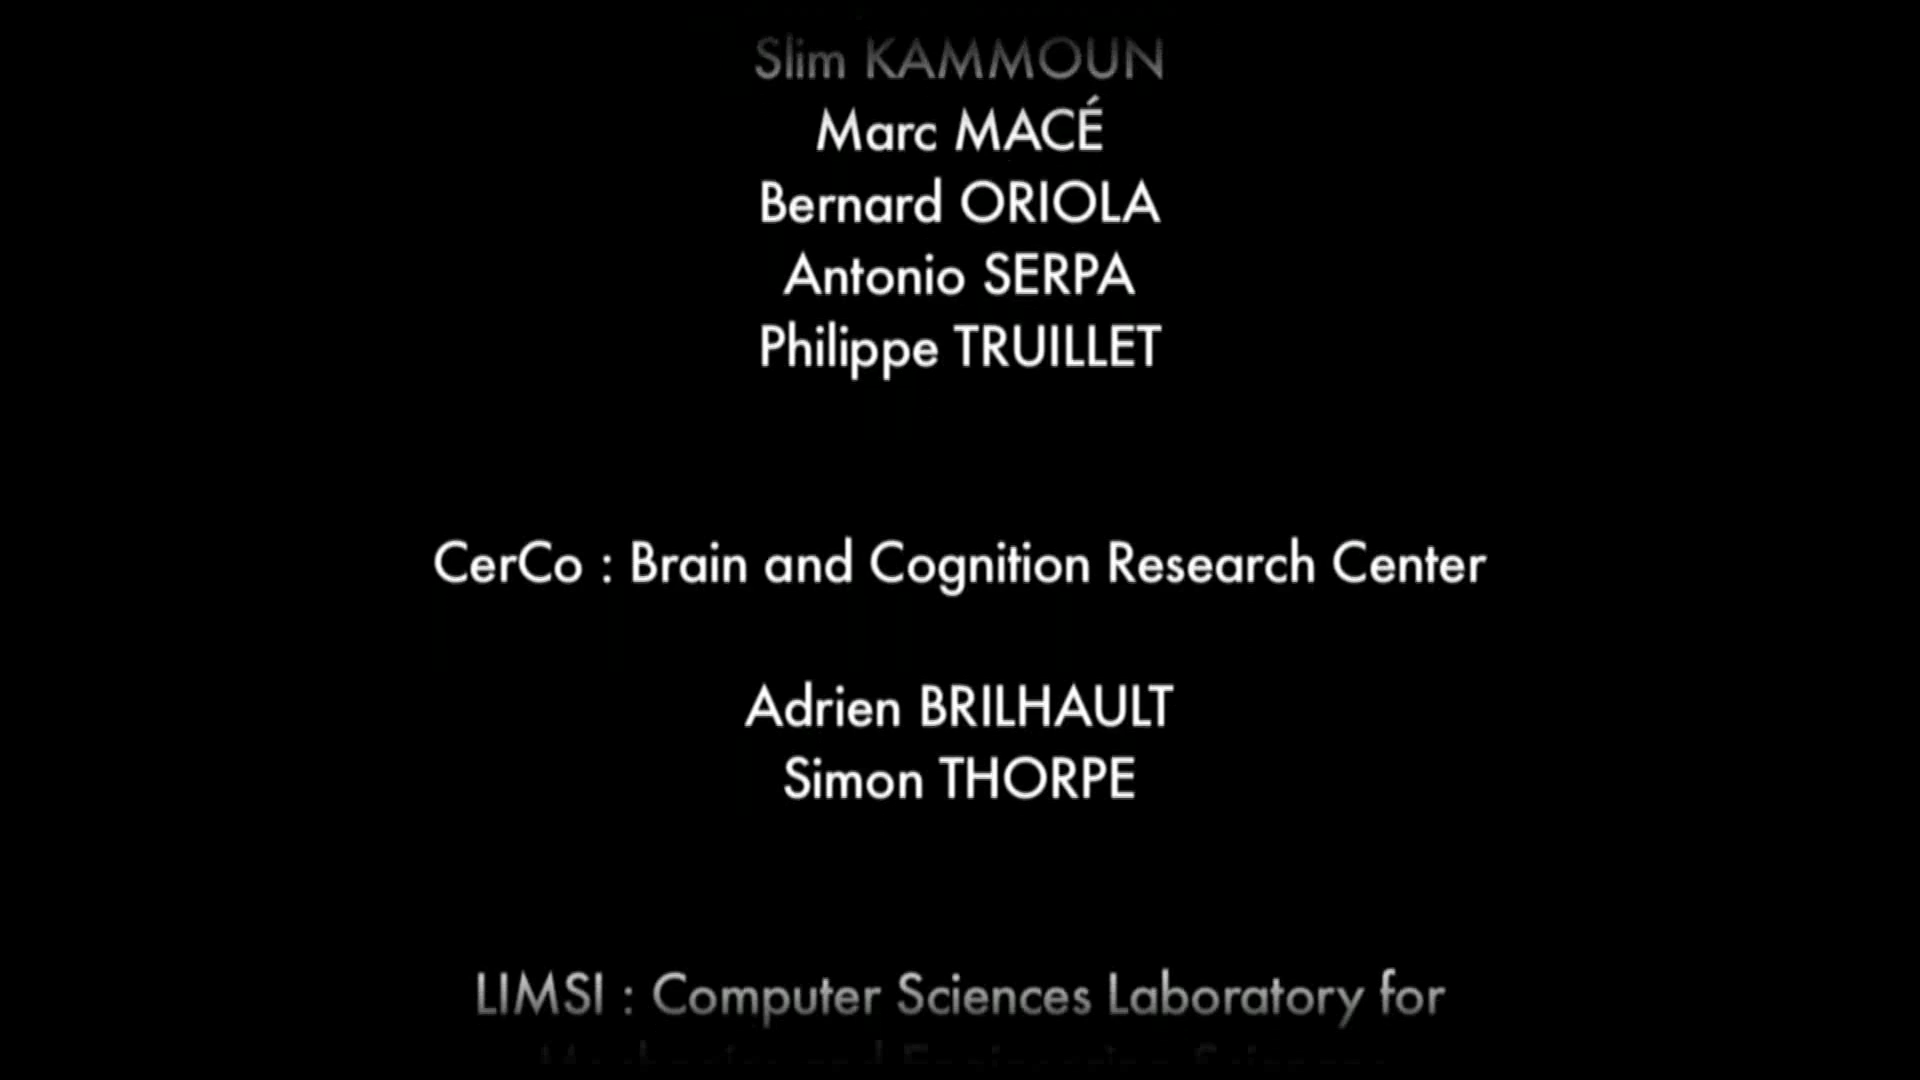 Slim KAMMOUN
Marc MACÉ
Bernard ORIOLA
Antonio SERPA
Philippe TRUILLET
CerCo : Brain and Cognition Research Center
Adrien BRILHAULT
Simon THORPE
LIMSI : Computer Sciences Laboratory for